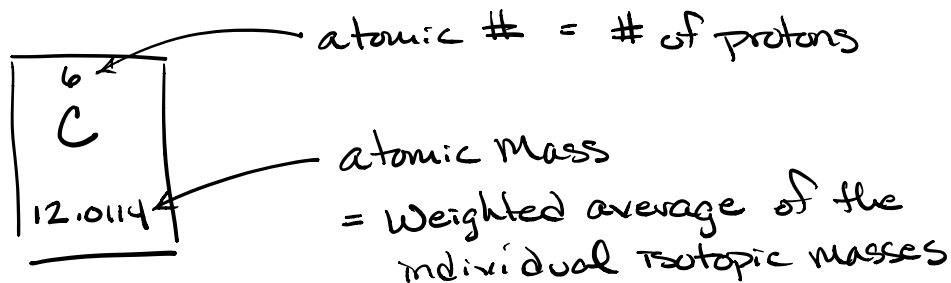 atomic # = # of protons
6
C
atomic mass
12.0114
= Weighted average of the
individual isotopic masses